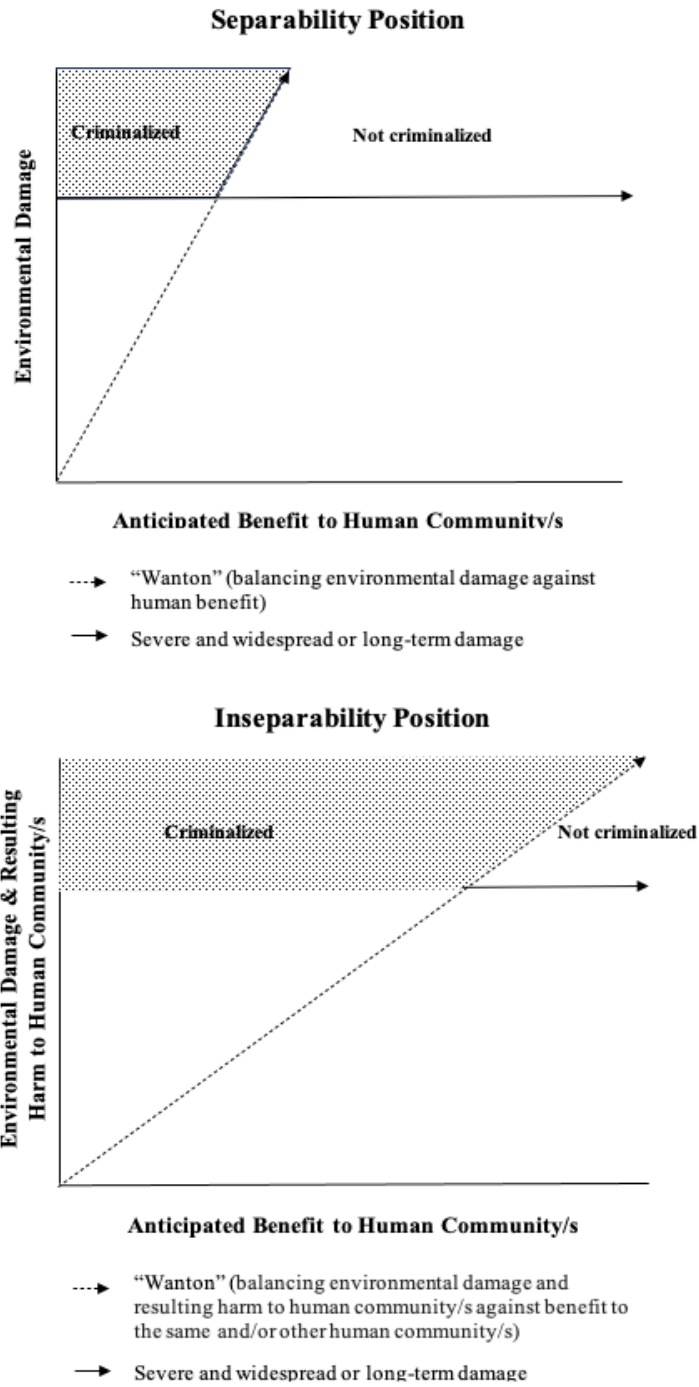 Separability Position
Criminalized
Not criminalized
Environmental Damage
Anticipated Benefit to Human Community/s
“Wanton” (balancing environmental damage against
human benefit)
Severe and widespread or long-term damage
Inseparability Position
Criminalized
Not criminalized
Environmental Damage & Resulting
Harm to Human Community/s
Anticipated Benefit to Human Community/s
“Wanton” (balancing environmental damage and
resulting harm to human community/s against benefit to
the same and/or other human community/s)
Severe and widespread or long-term damage